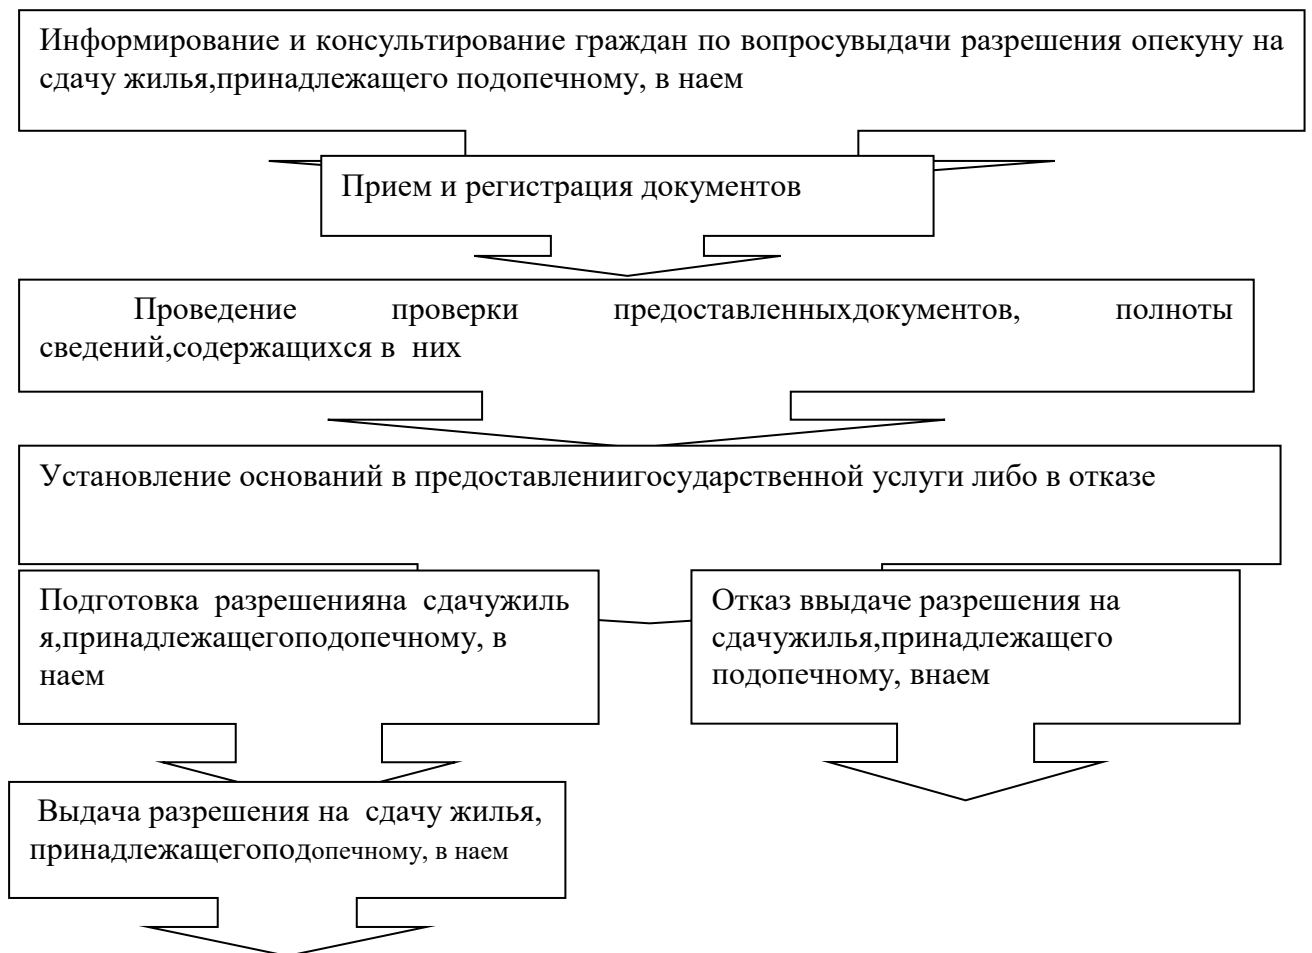 Информирование и консультирование граждан по вопросувыдачи разрешения опекуну на
сдачу жилья,принадлежащего подопечному, в наем
Прием и регистрация документов
Проведение проверки предоставленныхдокументов, полноты
сведений,содержащихся в них
Установление оснований в предоставлениигосударственной услуги либо в отказе
Подготовка разрешенияна сдачужиль
я,принадлежащегоподопечному, в
наем
Отказ ввыдаче разрешения на
сдачужилья,принадлежащего
подопечному, внаем
Выдача разрешения на сдачу жилья,
принадлежащегоподопечному, в наем